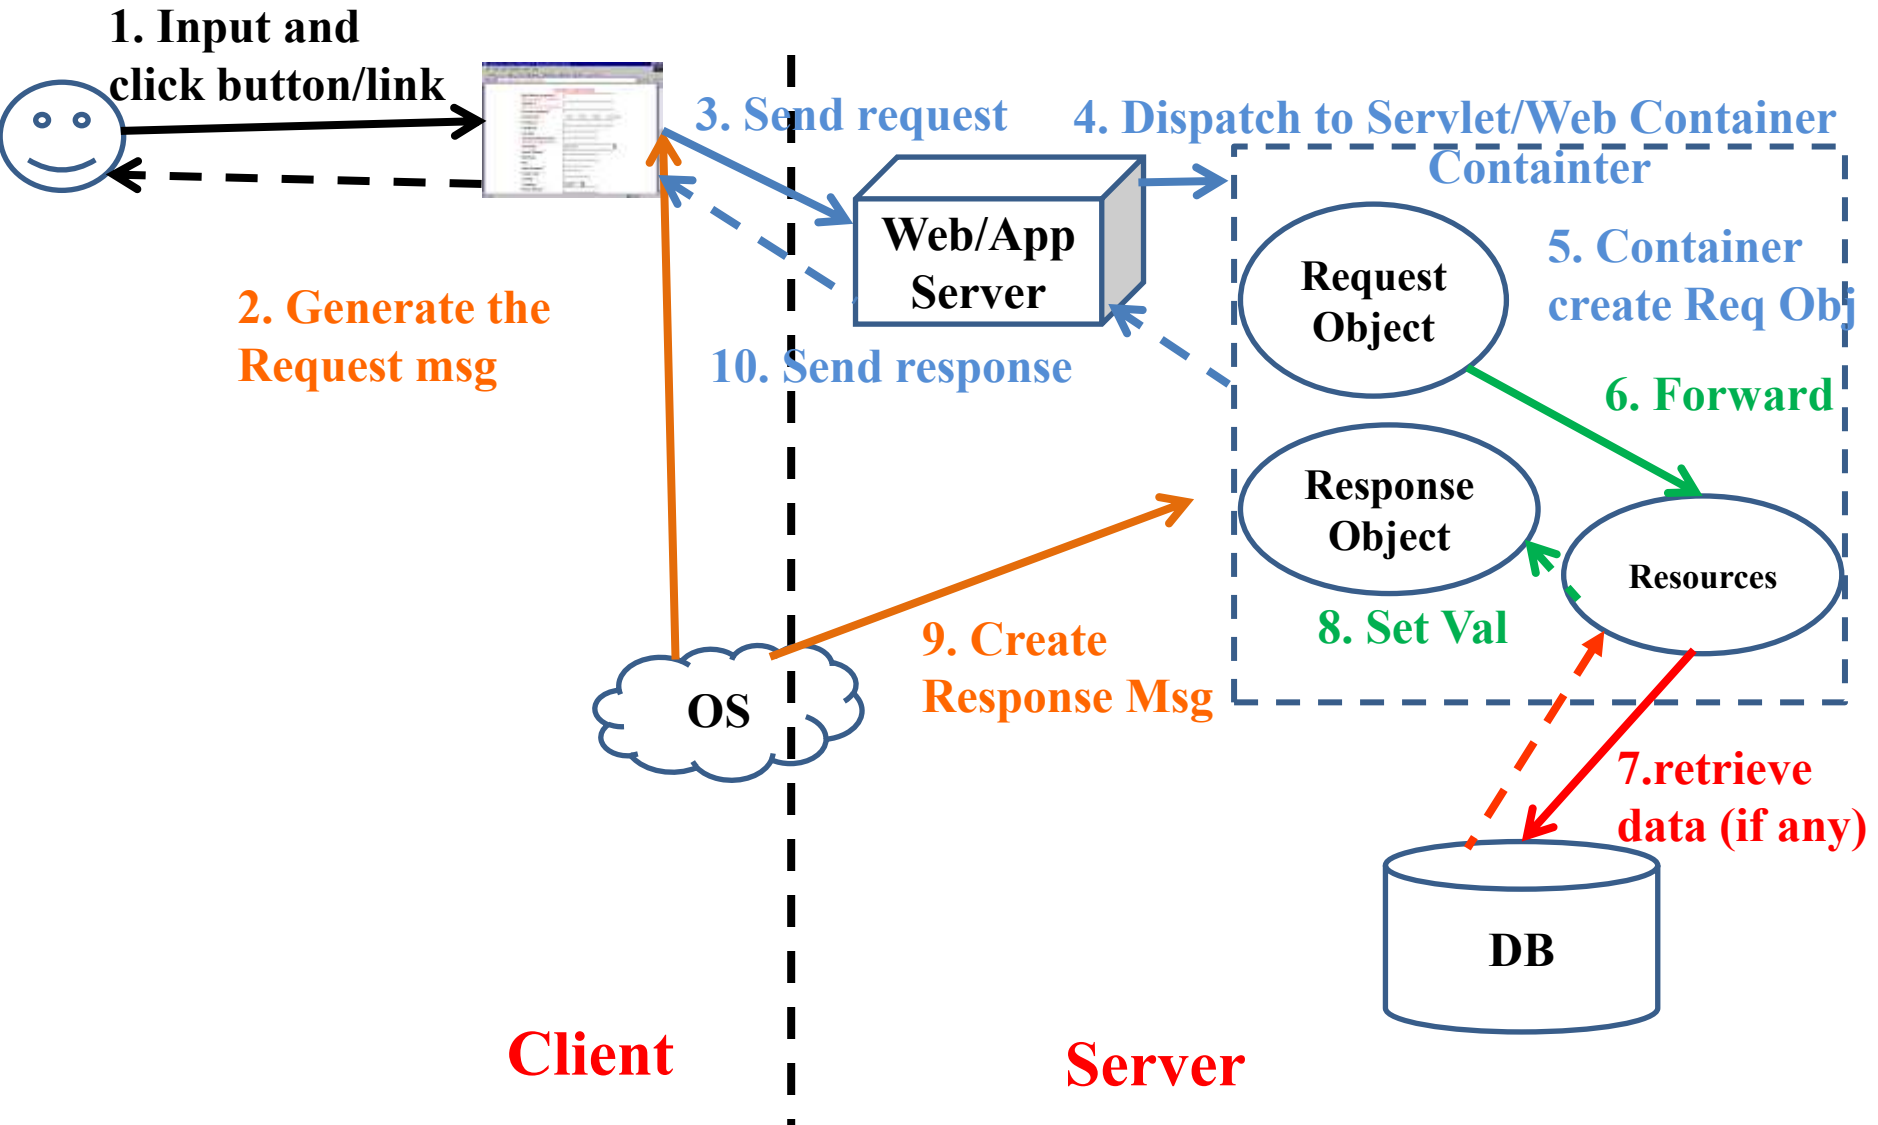 1. Input and
click button/link
3. Send request
4. Dispatch to Servlet/Web Container
Containter
Web/App
Server
Request
Object
5. Container
create Req Obj
2. Generate the
Request msg
10. Send response
6. Forward
Response
Object
Resources
8. Set Val
9. Create
Response Msg
OS
7.retrieve
data (if any)
DB
Client
Server